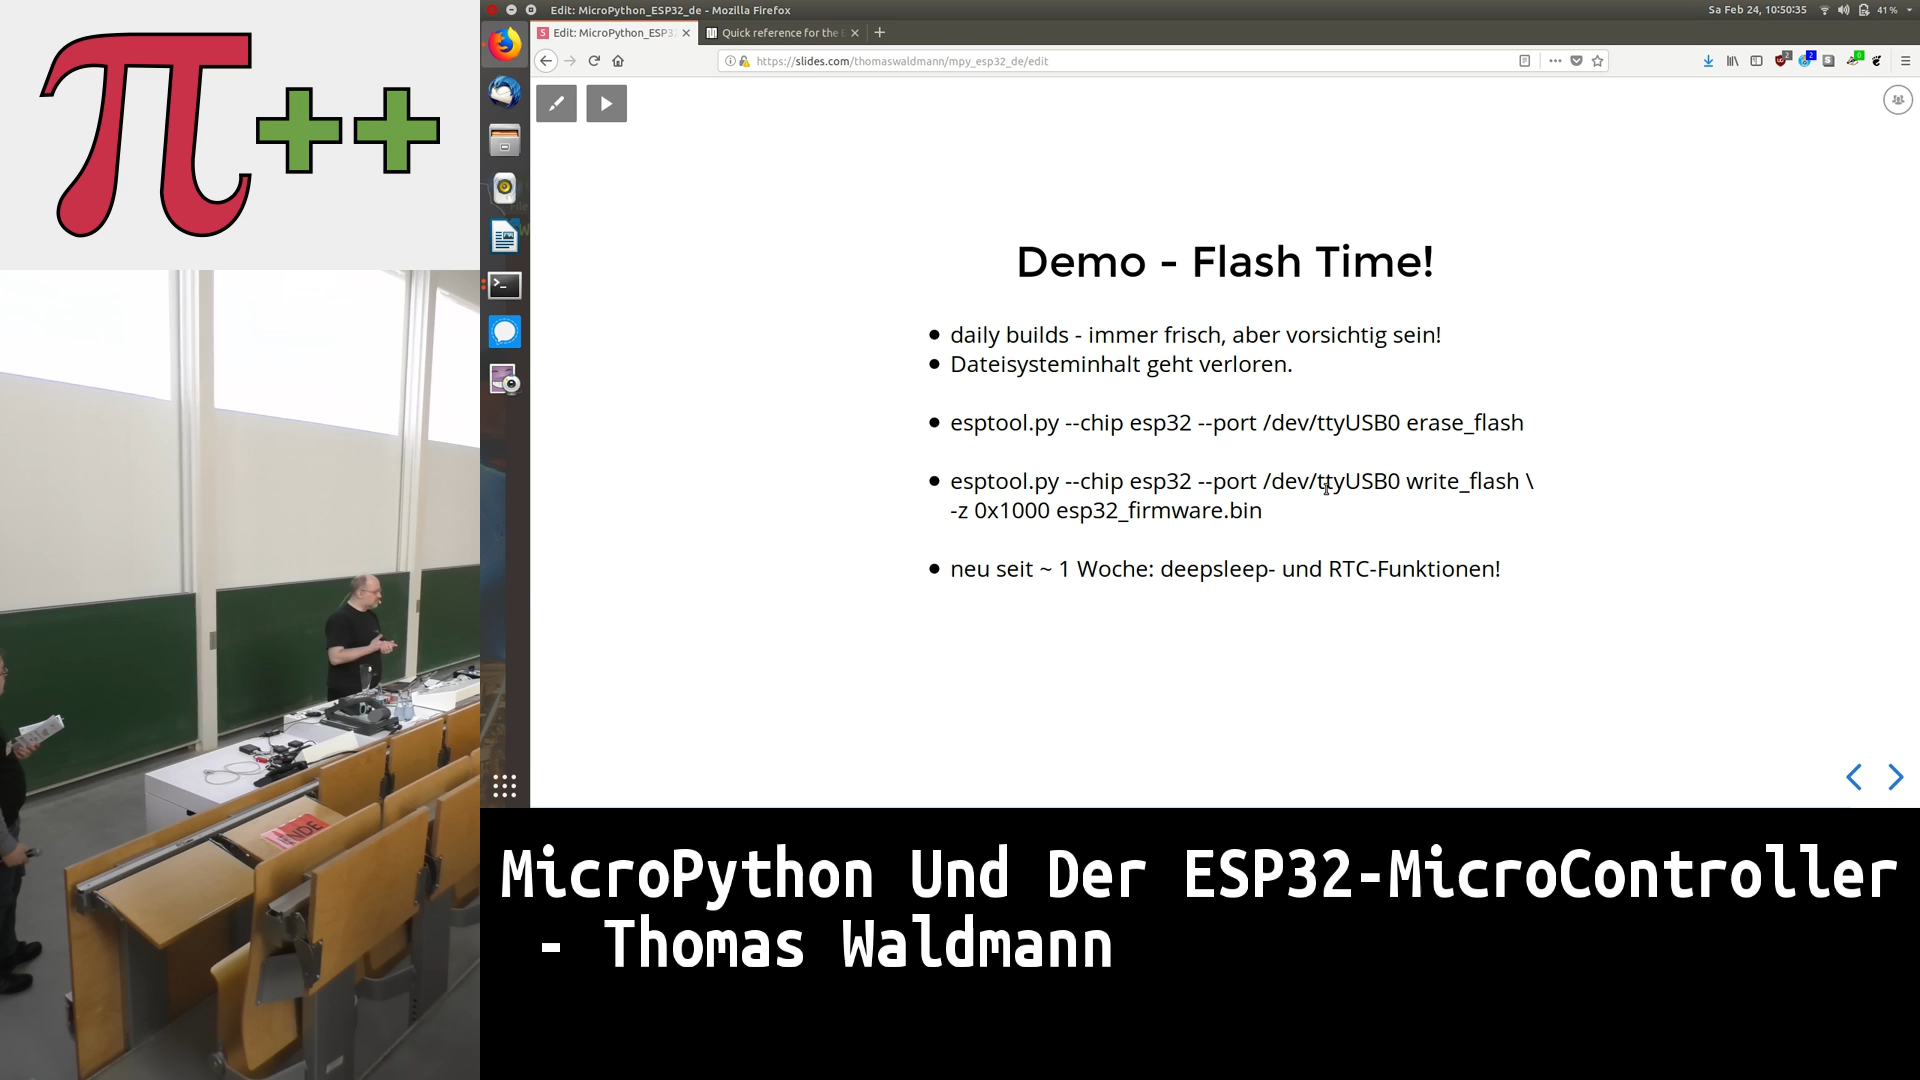 π++
Edit: MicroPython_ESP32_de - Mozilla Firefox
Sa Feb 24, 10:50:35
41%
Edit: MicroPython_ESP3
Quick reference for the
https://slides.com/thomaswaldmann/mpy_esp32_de/edit
Demo - Flash Time!
• daily builds - immer frisch, aber vorsichtig sein!
• Dateisysteminhalt geht verloren.
• esptool.py --chip esp32 --port /dev/ttyUSB0 erase_flash
• esptool.py --chip esp32 --port /dev/ttyUSB0 write_flash \
-z 0x1000 esp32_firmware.bin
• neu seit ~ 1 Woche: deepsleep- und RTC-Funktionen!
MicroPython Und Der ESP32-MicroController
- Thomas Waldmann